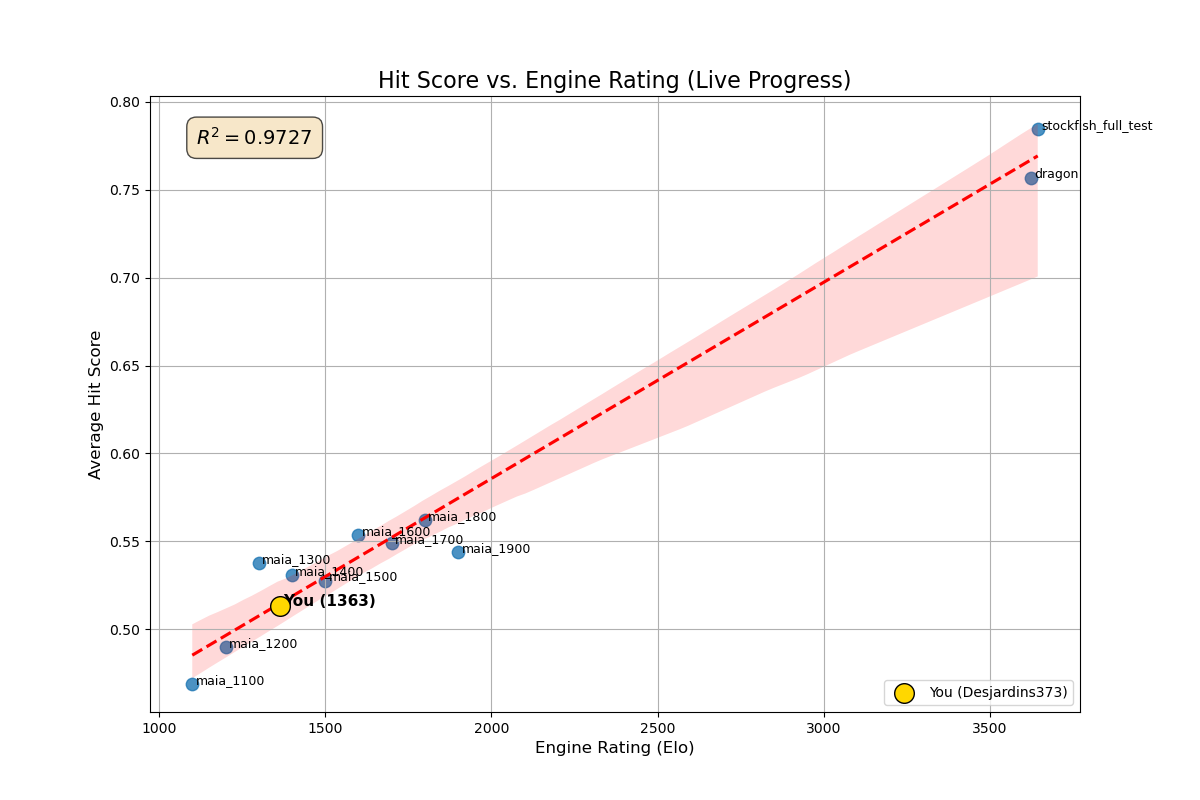 Hit Score vs. Engine Rating (Live Progress)
R² = 0.9727
Average Hit Score
0.80
0.75
0.70
0.65
0.60
0.55
0.50
stockfish_full_test
dragon
maia_1800
maia_1600
maia_1700
maia_1900
maia_1300
maia_1400
maia_1500
You (1363)
maia_1200
maia_1100
You (Desjardins373)
1000 1500 2000 2500 3000 3500
Engine Rating (Elo)